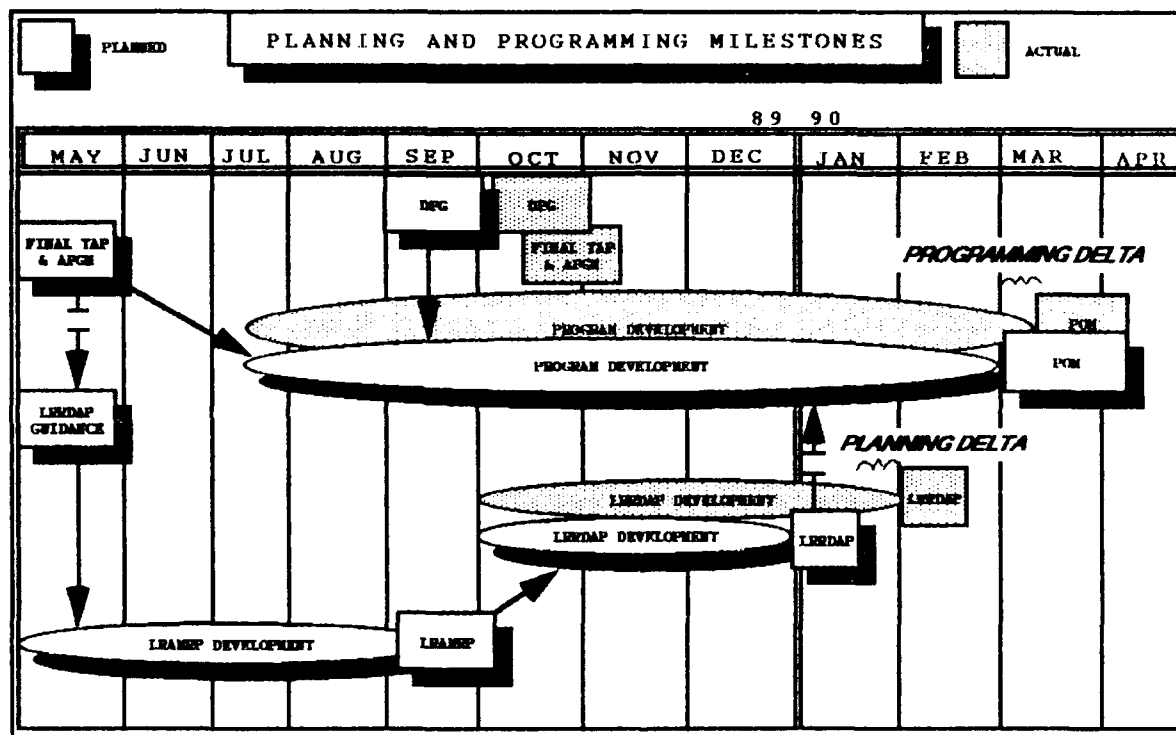 PLANNED
PLANNING AND PROGRAMMING MILESTONES
ACTUAL
89 90
MAY JUN JUL AUG SEP OCT NOV DEC JAN FEB MAR APR
DPG
DPG
FINAL TAP
& APGM
FINAL TAP
& APGM
PROGRAMMING DELTA
PROGRAM DEVELOPMENT
POM
PROGRAM DEVELOPMENT
POM
LRRDAP
GUIDANCE
PLANNING DELTA
LRRDAP DEVELOPMENT
LRRDAP
LRRDAP DEVELOPMENT
LRRDAP
LRAMRP DEVELOPMENT
LRAMRP